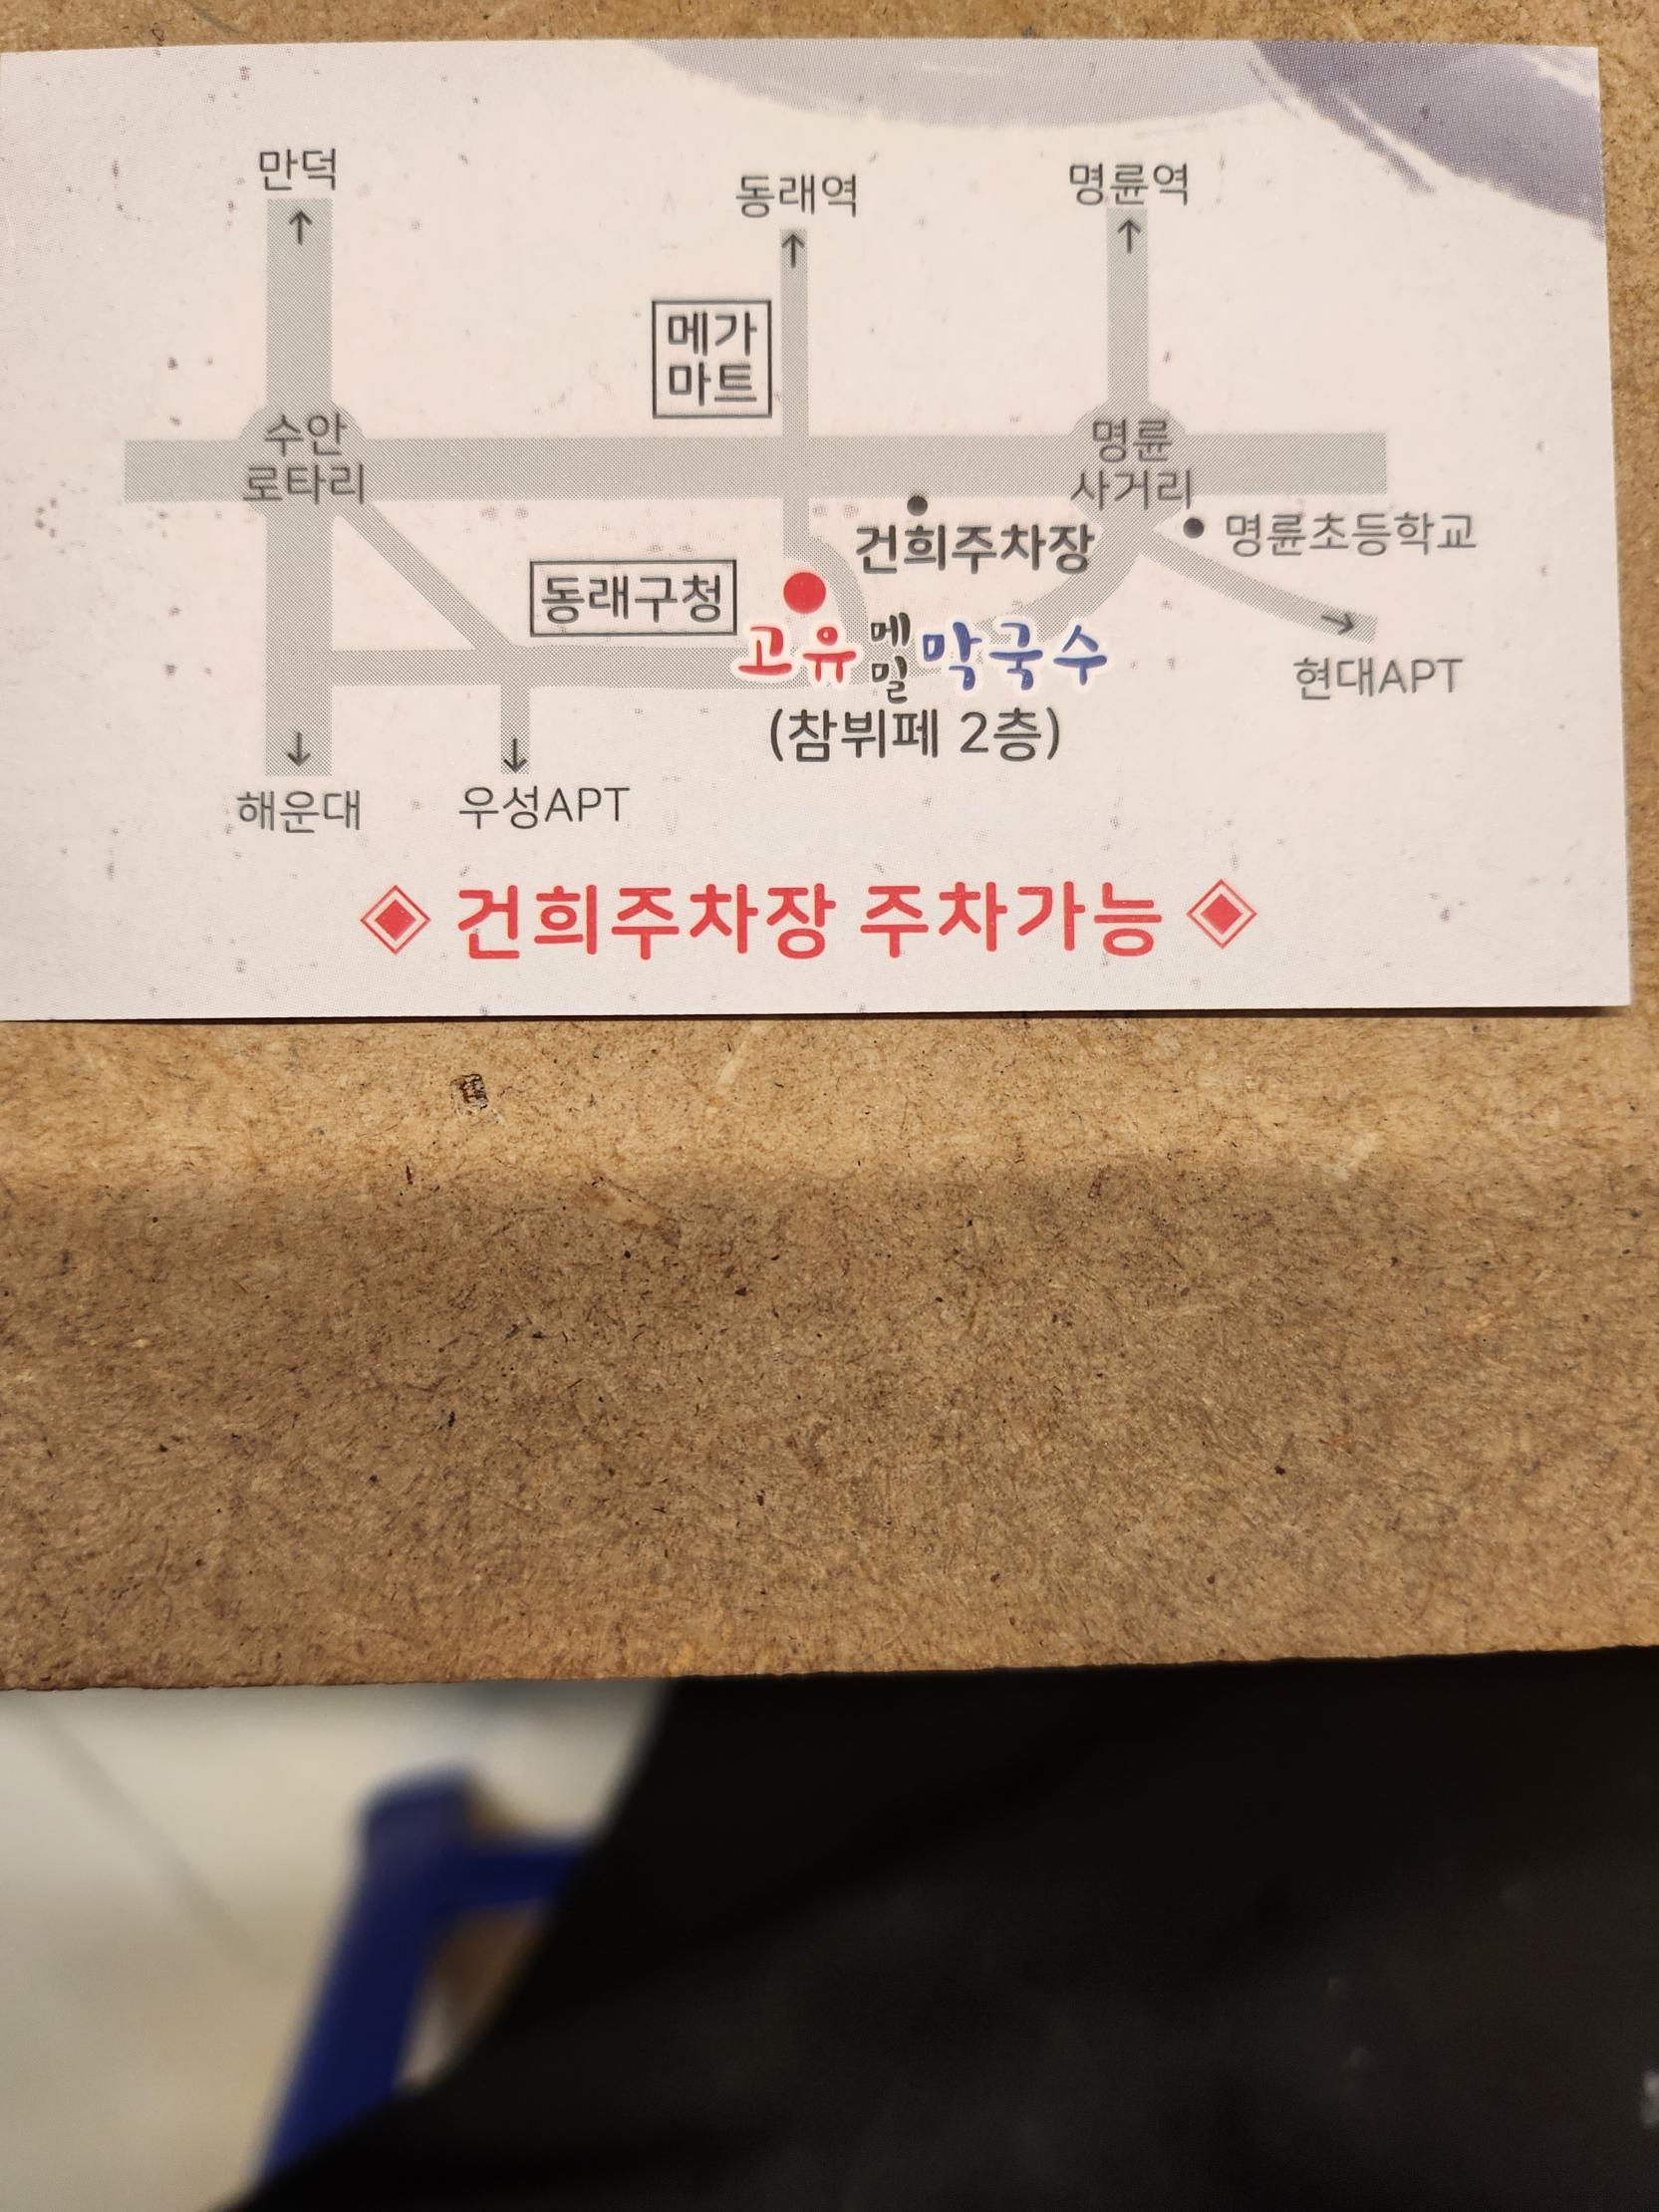 만덕
동래역
명륜역
메가
마트
수안
로타리
명륜
사거리
건희주차장
명륜초등학교
동래구청
고유메밀막국수
(참뷔페 2층)
현대APT
해운대
우성APT
건희주차장 주차가능